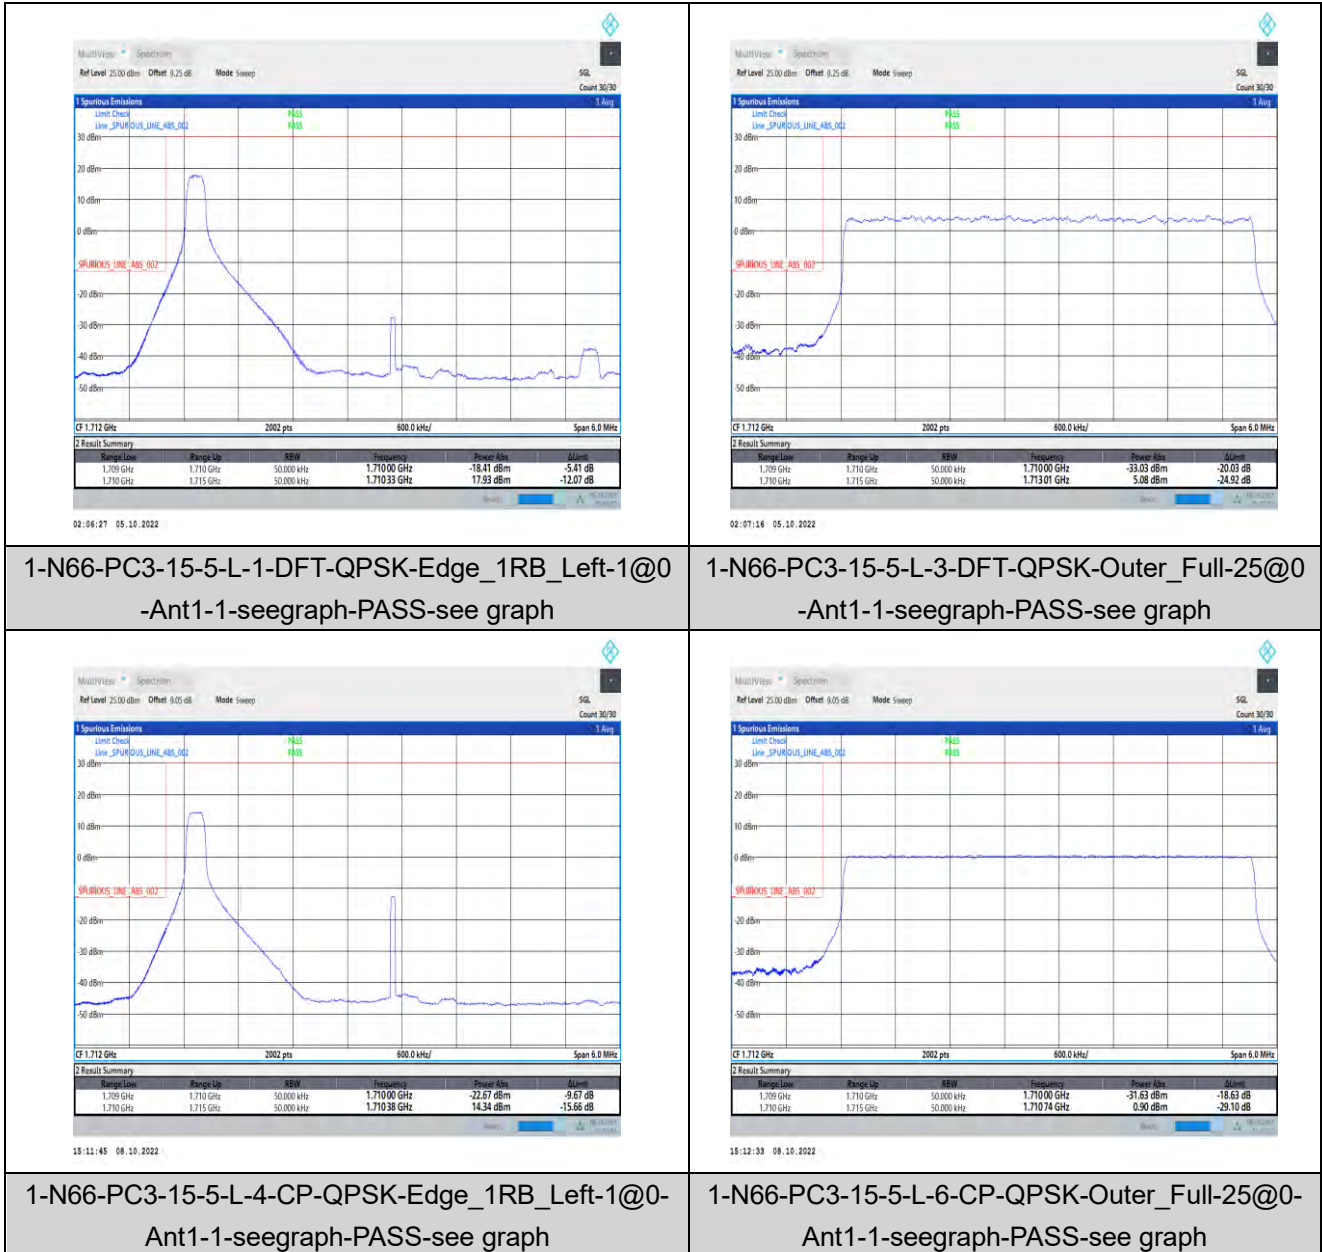 MultiView Spectrum
Ref Level 25.00 dBm Offset 9.25 dB Mode Sweep SGL
Count 30/30
1 Spurious Emissions 1 Avg
Limit Check PASS
Line _SPURIOUS_LINE_ABS_002 PASS
30 dBm
20 dBm
10 dBm
0 dBm
SPURIOUS_LINE_ABS_002
-20 dBm
-30 dBm
-40 dBm
-50 dBm
CF 1.712 GHz 2002 pts 600.0 kHz/ Span 6.0 MHz
2 Result Summary
Range Low Range Up RBW Frequency Power Abs ΔLimit
1.709 GHz 1.710 GHz 50.000 kHz 1.71000 GHz -18.41 dBm -5.41 dB
1.710 GHz 1.715 GHz 50.000 kHz 1.71033 GHz 17.93 dBm -12.07 dB
02:06:27 05.10.2022
1-N66-PC3-15-5-L-1-DFT-QPSK-Edge_1RB_Left-1@0
-Ant1-1-seegraph-PASS-see graph
MultiView Spectrum
Ref Level 25.00 dBm Offset 9.25 dB Mode Sweep SGL
Count 30/30
1 Spurious Emissions 1 Avg
Limit Check PASS
Line _SPURIOUS_LINE_ABS_002 PASS
30 dBm
20 dBm
10 dBm
0 dBm
SPURIOUS_LINE_ABS_002
-20 dBm
-30 dBm
-40 dBm
-50 dBm
CF 1.712 GHz 2002 pts 600.0 kHz/ Span 6.0 MHz
2 Result Summary
Range Low Range Up RBW Frequency Power Abs ΔLimit
1.709 GHz 1.710 GHz 50.000 kHz 1.71000 GHz -33.03 dBm -20.03 dB
1.710 GHz 1.715 GHz 50.000 kHz 1.71301 GHz 5.08 dBm -24.92 dB
02:07:16 05.10.2022
1-N66-PC3-15-5-L-3-DFT-QPSK-Outer_Full-25@0
-Ant1-1-seegraph-PASS-see graph
MultiView Spectrum
Ref Level 25.00 dBm Offset 9.05 dB Mode Sweep SGL
Count 30/30
1 Spurious Emissions 1 Avg
Limit Check PASS
Line _SPURIOUS_LINE_ABS_002 PASS
30 dBm
20 dBm
10 dBm
0 dBm
SPURIOUS_LINE_ABS_002
-20 dBm
-30 dBm
-40 dBm
-50 dBm
CF 1.712 GHz 2002 pts 600.0 kHz/ Span 6.0 MHz
2 Result Summary
Range Low Range Up RBW Frequency Power Abs ΔLimit
1.709 GHz 1.710 GHz 50.000 kHz 1.71000 GHz -22.67 dBm -9.67 dB
1.710 GHz 1.715 GHz 50.000 kHz 1.71038 GHz 14.34 dBm -15.66 dB
15:11:45 08.10.2022
1-N66-PC3-15-5-L-4-CP-QPSK-Edge_1RB_Left-1@0-
Ant1-1-seegraph-PASS-see graph
MultiView Spectrum
Ref Level 25.00 dBm Offset 9.05 dB Mode Sweep SGL
Count 30/30
1 Spurious Emissions 1 Avg
Limit Check PASS
Line _SPURIOUS_LINE_ABS_002 PASS
30 dBm
20 dBm
10 dBm
0 dBm
SPURIOUS_LINE_ABS_002
-20 dBm
-30 dBm
-40 dBm
-50 dBm
CF 1.712 GHz 2002 pts 600.0 kHz/ Span 6.0 MHz
2 Result Summary
Range Low Range Up RBW Frequency Power Abs ΔLimit
1.709 GHz 1.710 GHz 50.000 kHz 1.71000 GHz -31.63 dBm -18.63 dB
1.710 GHz 1.715 GHz 50.000 kHz 1.71074 GHz 0.90 dBm -29.10 dB
15:12:33 08.10.2022
1-N66-PC3-15-5-L-6-CP-QPSK-Outer_Full-25@0-
Ant1-1-seegraph-PASS-see graph